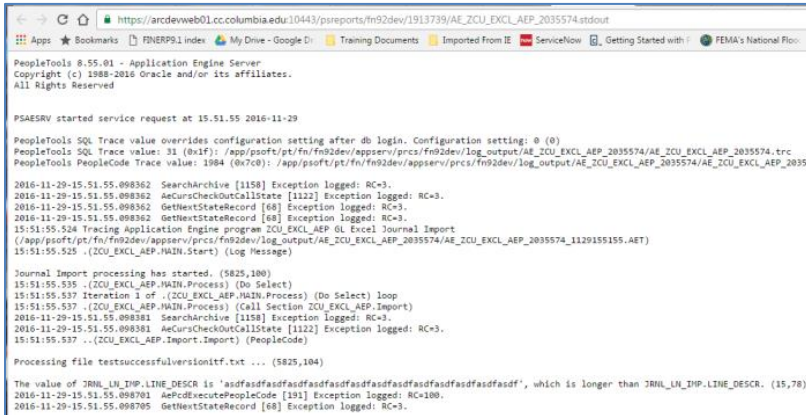 https://arcdevweb01.cc.columbia.edu:10443/psreports/fn92dev/1913739/AE_ZCU_EXCL_AEP_2035574.stdout
Apps Bookmarks FINERP9.1 index My Drive - Google Dr Training Documents Imported From IE ServiceNow Getting Started with F FEMA's National Floo
PeopleTools 8.55.01 - Application Engine Server
Copyright (c) 1988-2016 Oracle and/or its affiliates.
All Rights Reserved
PSAESRV started service request at 15.51.55 2016-11-29
PeopleTools SQL Trace value overrides configuration setting after db login. Configuration setting: 0 (0)
PeopleTools SQL Trace value: 31 (0x1f): /app/psoft/pt/fn/fn92dev/appserv/prcs/fn92dev/log_output/AE_ZCU_EXCL_AEP_2035574/AE_ZCU_EXCL_AEP_2035574.trc
PeopleTools PeopleCode Trace value: 1984 (0x7c0): /app/psoft/pt/fn/fn92dev/appserv/prcs/fn92dev/log_output/AE_ZCU_EXCL_AEP_2035574/AE_ZCU_EXCL_AEP_2035
2016-11-29-15.51.55.098362 SearchArchive [1158] Exception logged: RC=3.
2016-11-29-15.51.55.098362 AeCursCheckOutCallState [1122] Exception logged: RC=3.
2016-11-29-15.51.55.098362 GetNextStateRecord [68] Exception logged: RC=3.
2016-11-29-15.51.55.098362 GetNextStateRecord [68] Exception logged: RC=3.
15:51:55.524 Tracing Application Engine program ZCU_EXCL_AEP GL Excel Journal Import
(/app/psoft/pt/fn/fn92dev/appserv/prcs/fn92dev/log_output/AE_ZCU_EXCL_AEP_2035574/AE_ZCU_EXCL_AEP_2035574_1129155155.AET)
15:51:55.525 .(ZCU_EXCL_AEP.MAIN.Start) (Log Message)
Journal Import processing has started. (5825,100)
15:51:55.535 .(ZCU_EXCL_AEP.MAIN.Process) (Do Select)
15:51:55.537 Iteration 1 of .(ZCU_EXCL_AEP.MAIN.Process) (Do Select) loop
15:51:55.537 .(ZCU_EXCL_AEP.MAIN.Process) (Call Section ZCU_EXCL_AEP.Import)
2016-11-29-15.51.55.098381 SearchArchive [1158] Exception logged: RC=3.
2016-11-29-15.51.55.098381 AeCursCheckOutCallState [1122] Exception logged: RC=3.
15:51:55.537 ..(ZCU_EXCL_AEP.Import.Import) (PeopleCode)
Processing file testsuccessfulversionitf.txt ... (5825,104)
The value of JRNL_LN_IMP.LINE_DESCR is 'asdfasdfasdfasdfasdfasdfasdfasdfasdfasdfasdfasdfasdfasdf', which is longer than JRNL_LN_IMP.LINE_DESCR. (15,78)
2016-11-29-15.51.55.098701 AePcdExecutePeopleCode [191] Exception logged: RC=100.
2016-11-29-15.51.55.098705 GetNextStateRecord [68] Exception logged: RC=3.